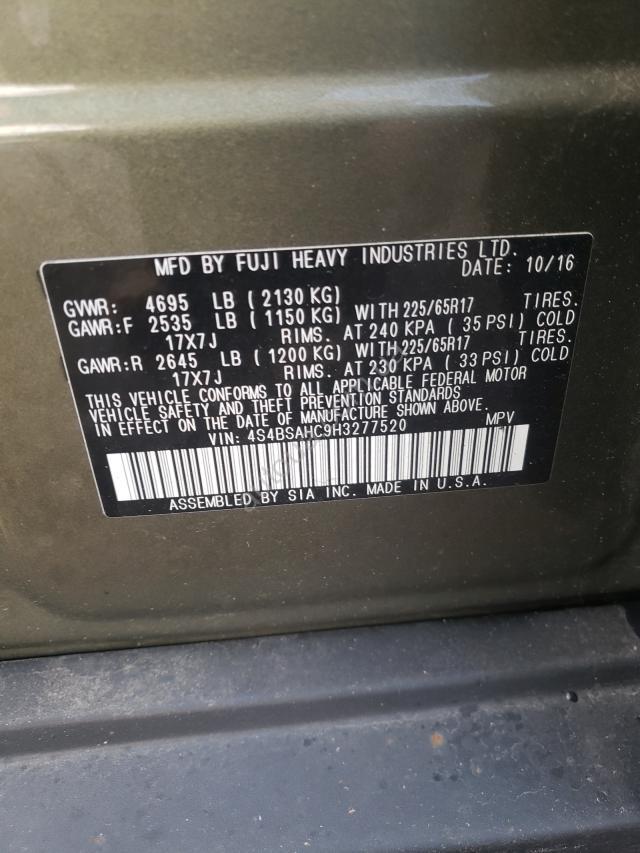 MFD BY FUJI HEAVY INDUSTRIES LTD.
DATE: 10/16
GVWR: 4695 LB (2130 KG)
GAWR:F 2535 LB (1150 KG) WITH 225/65R17 TIRES.
17X7J RIMS. AT 240 KPA (35 PSI) COLD
GAWR:R 2645 LB (1200 KG) WITH 225/65R17 TIRES.
17X7J RIMS. AT 230 KPA (33 PSI) COLD
THIS VEHICLE CONFORMS TO ALL APPLICABLE FEDERAL MOTOR
VEHICLE SAFETY AND THEFT PREVENTION STANDARDS
IN EFFECT ON THE DATE OF MANUFACTURE SHOWN ABOVE.
VIN: 4S4BSAHC9H3277520 MPV
ASSEMBLED BY SIA INC. MADE IN U.S.A.